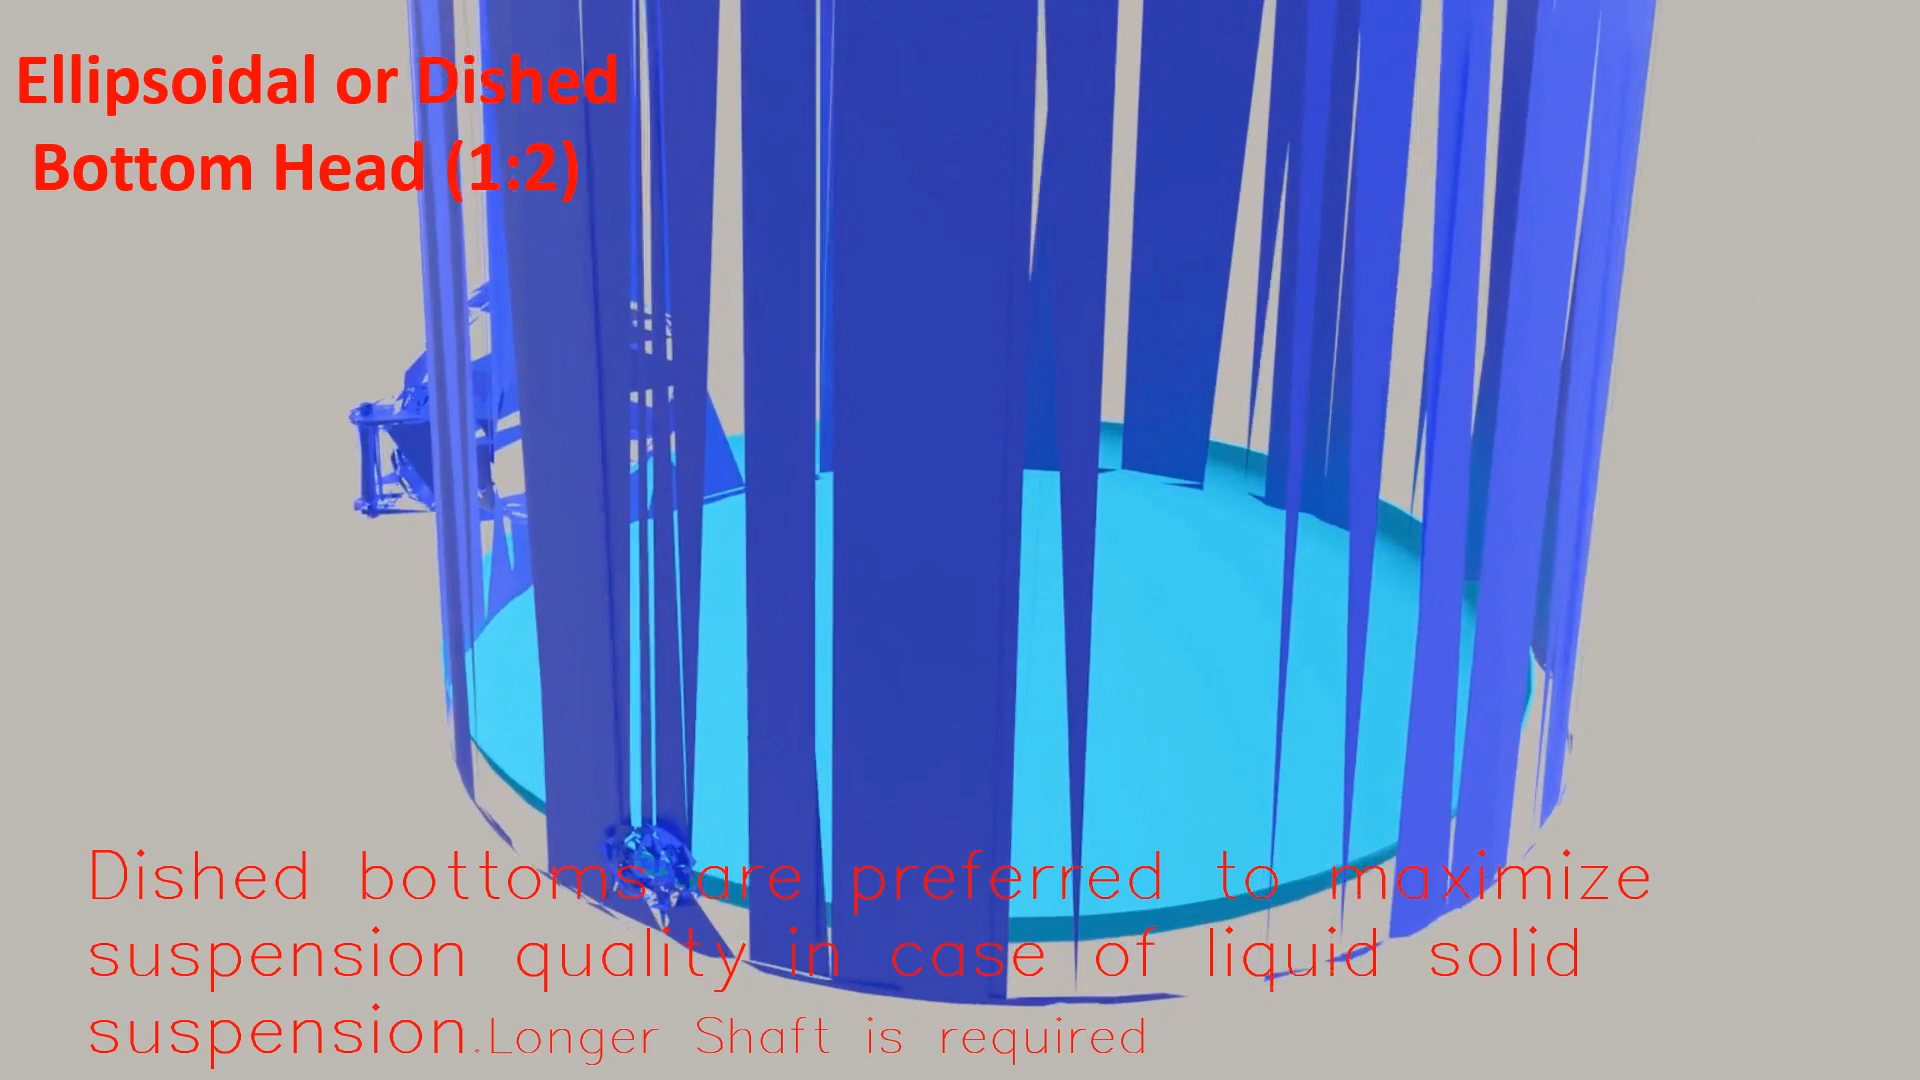 Ellipsoidal or Dished
Bottom Head (1:2)
Dished bottoms are preferred to maximize
suspension quality in case of liquid solid
suspension.Longer Shaft is required